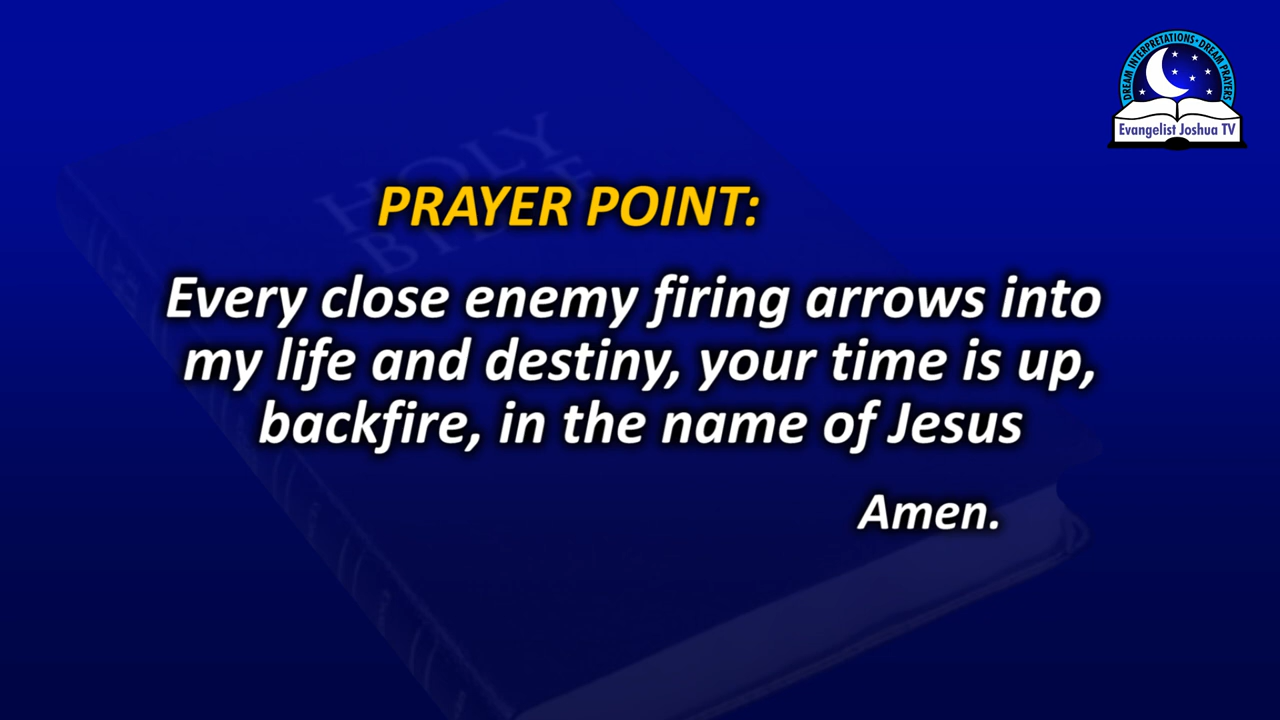 DREAM INTERPRETATIONS • DREAM PRAYERS
Evangelist Joshua TV
HOLY
BIBLE
PRAYER POINT:
Every close enemy firing arrows into
my life and destiny, your time is up,
backfire, in the name of Jesus
Amen.